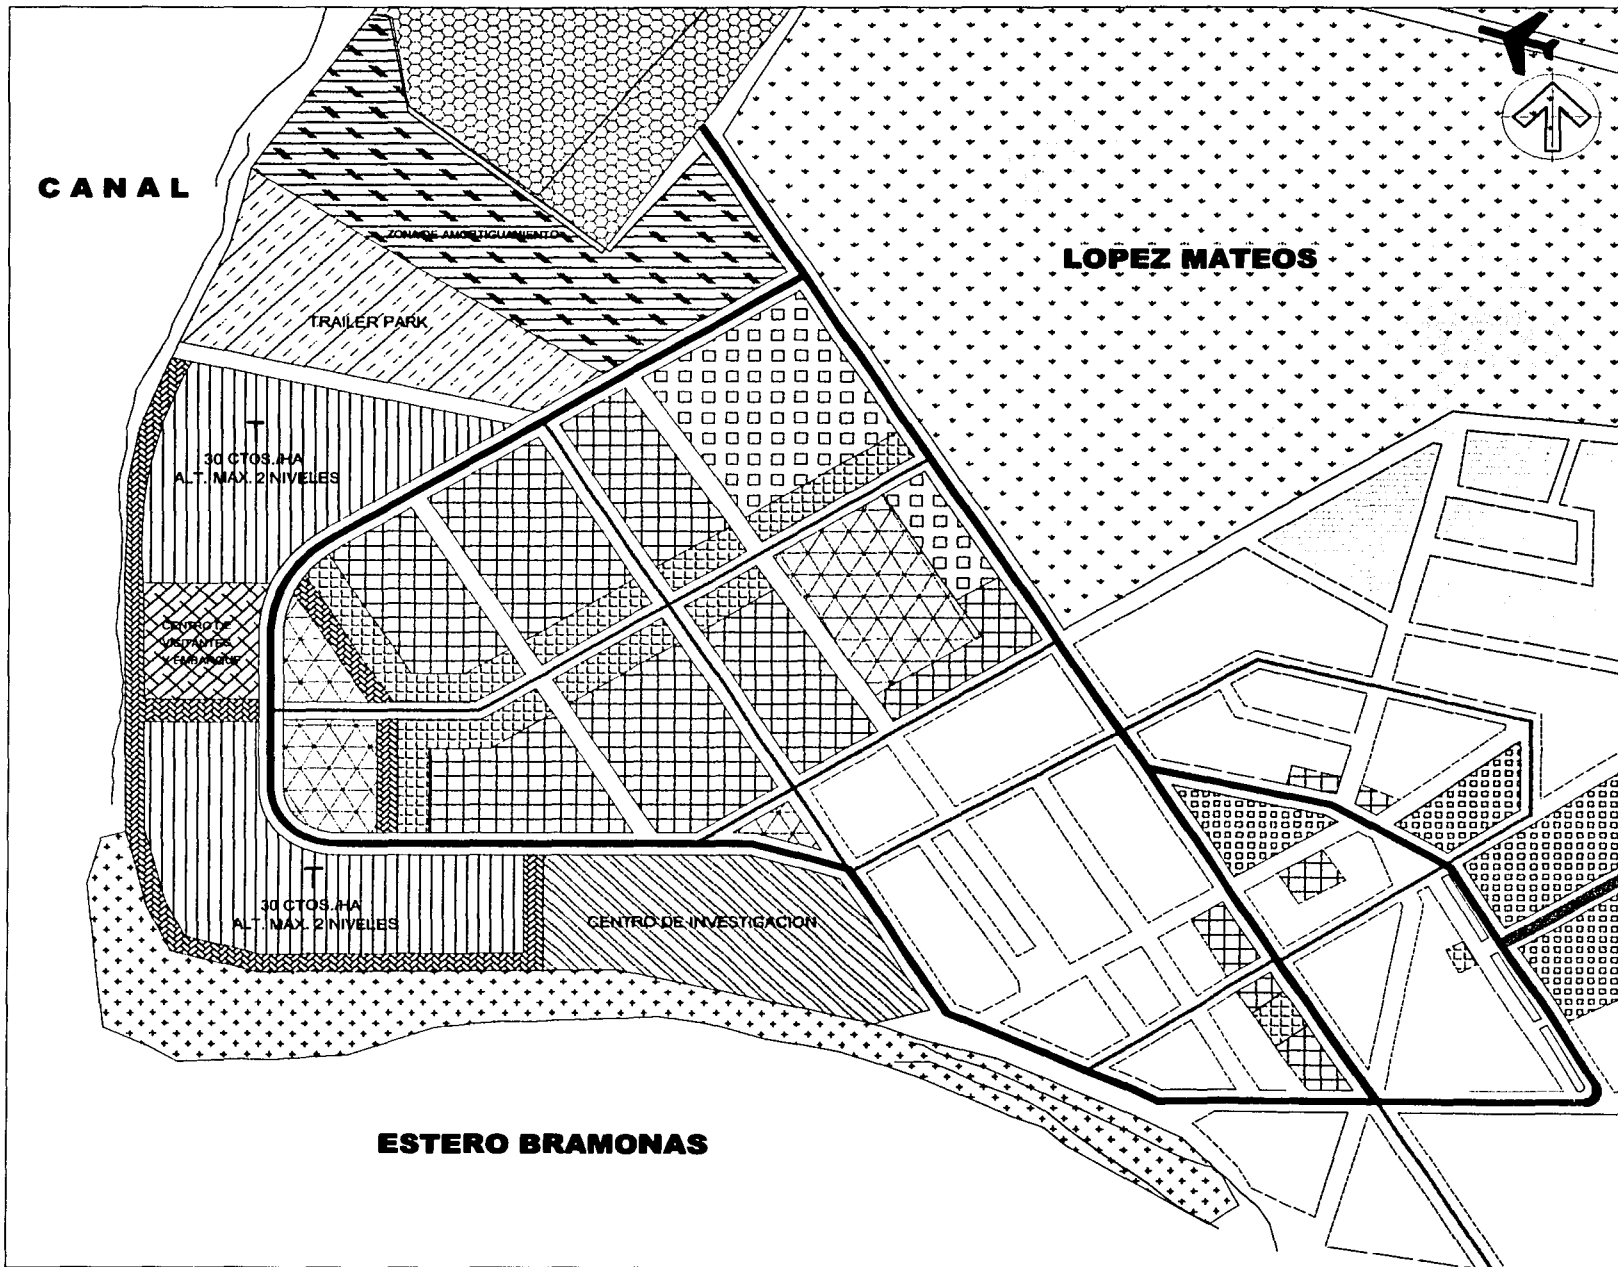 CANAL
ZONA DE AMORTIGUAMIENTO
LOPEZ MATEOS
TRAILER PARK
30 CTOS./HA
ALT. MAX. 2 NIVELES
CENTRO DE
VISITANTES
Y EMBARQUE
30 CTOS./HA
ALT. MAX. 2 NIVELES
CENTRO DE INVESTIGACION
ESTERO BRAMONAS